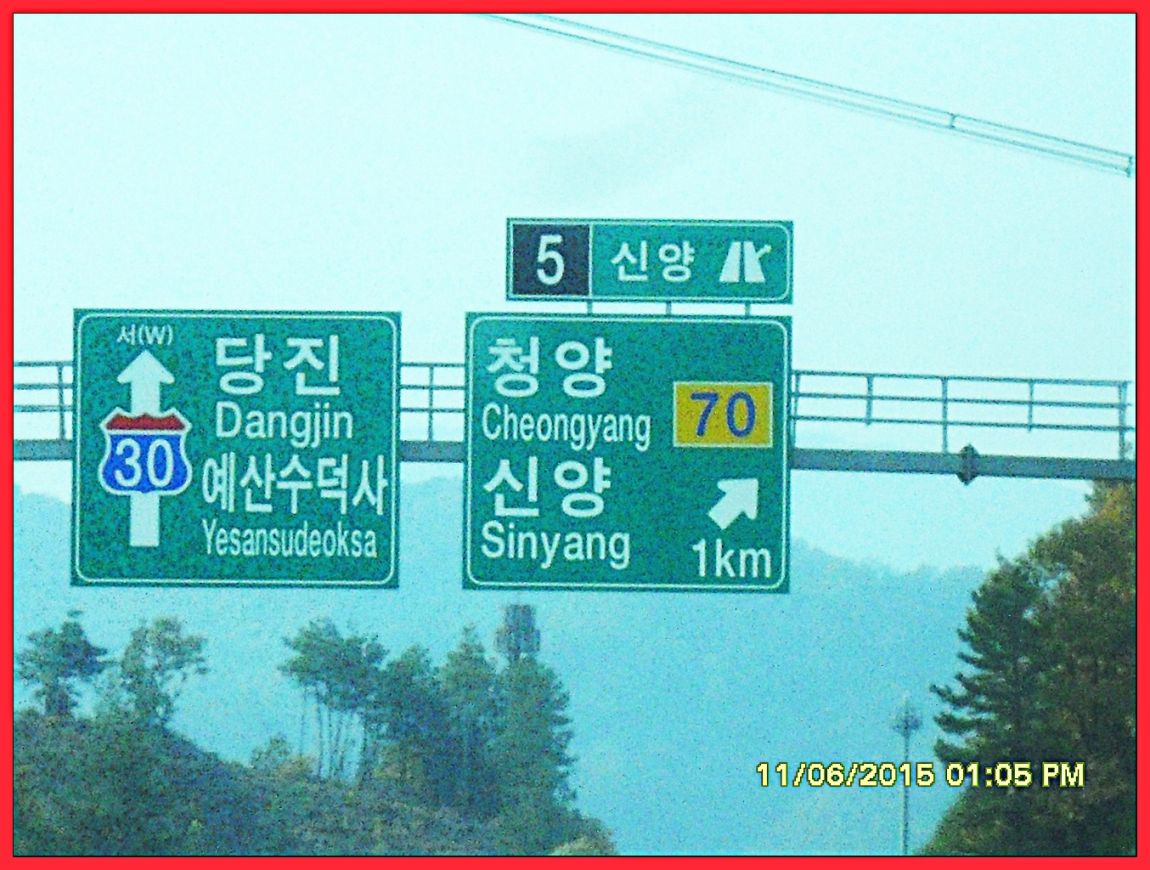 서(W)
30
당진
Dangjin
예산수덕사
Yesansudeoksa
5 신양
청양
Cheongyang
70
신양
Sinyang
1km
11/06/2015 01:05 PM